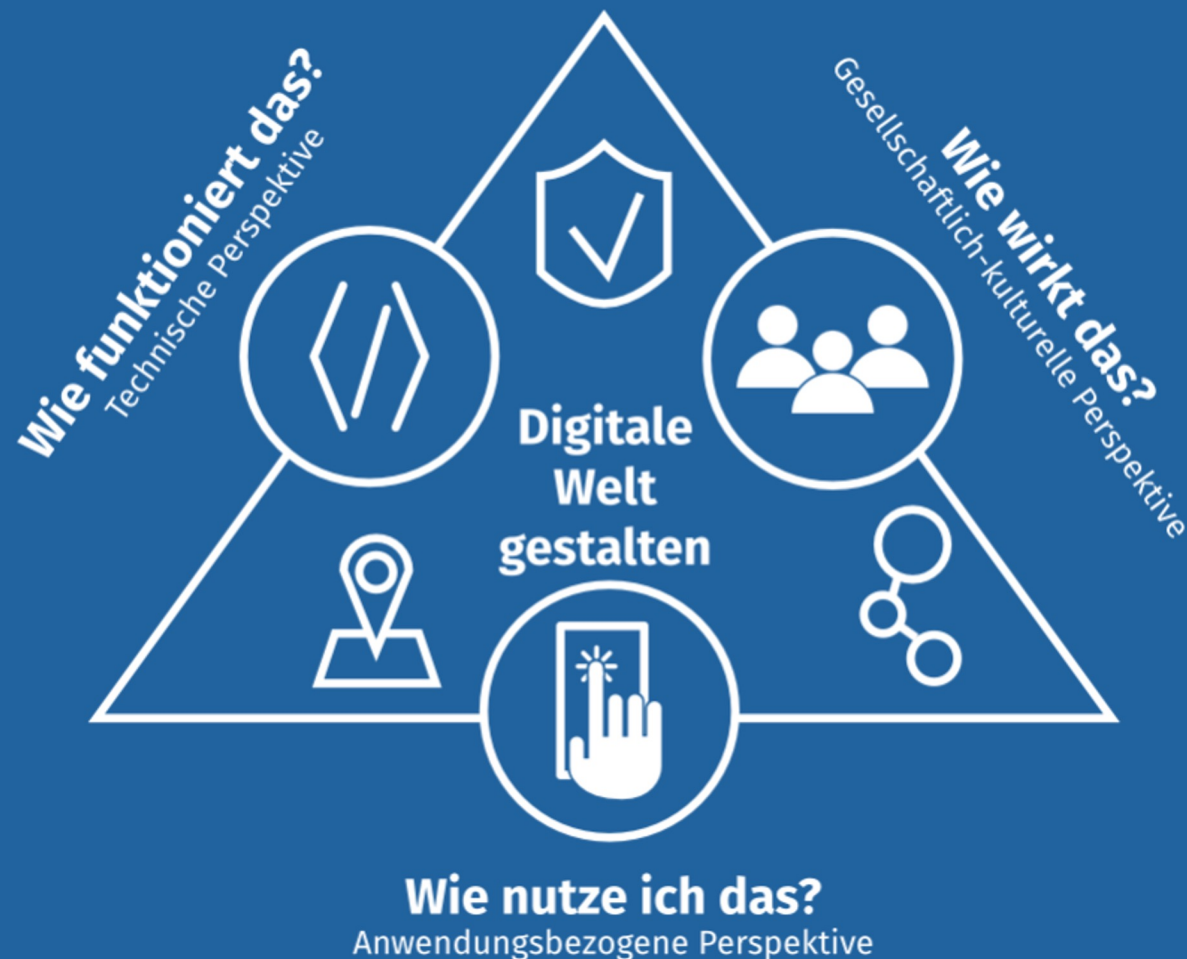 Wie funktioniert das?
Technische Perspektive
Wie wirkt das?
Gesellschaftlich-kulturelle Perspektive
Digitale
Welt
gestalten
Wie nutze ich das?
Anwendungsbezogene Perspektive